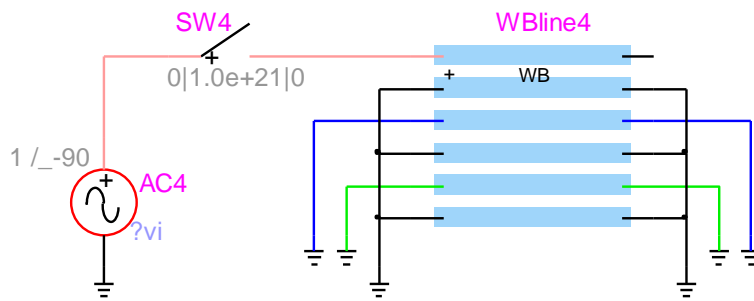 SW4
WBline4
+
0|1.0e+21|0
+
WB
1 /_-90
+
AC4
?vi